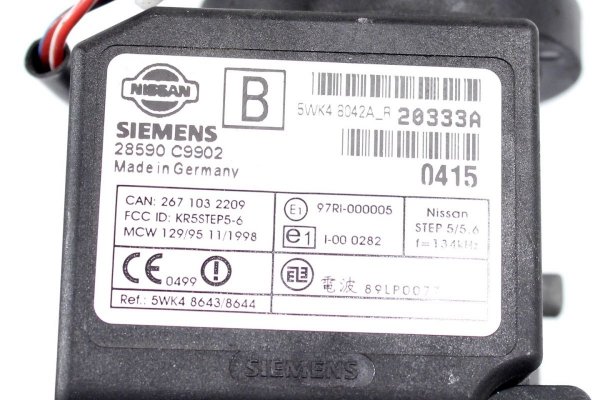 NISSAN
B
5WK4 8042A_R 20333A
SIEMENS
28590 C9902
Made in Germany
0415
CAN: 267 103 2209
FCC ID: KR5STEP5-6
MCW 129/95 11/1998
E1 97RI-000005
e1 I-00 0282
Nissan
STEP 5/5.6
f=134kHz
CE 0499
電波 89LP0077
Ref.: 5WK4 8643/8644
SIEMENS